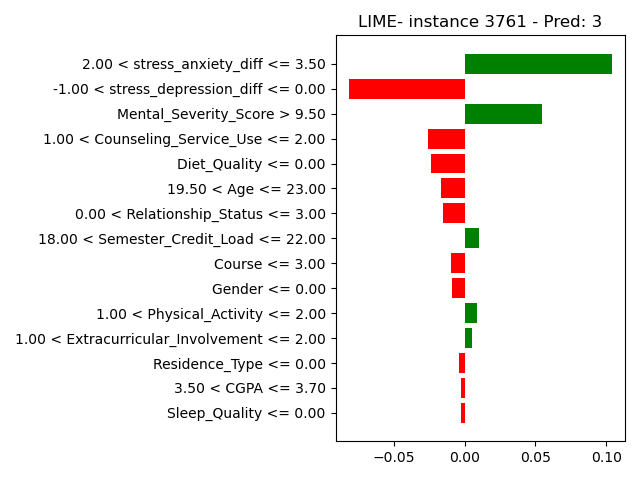 LIME- instance 3761 - Pred: 3
2.00 < stress_anxiety_diff <= 3.50
-1.00 < stress_depression_diff <= 0.00
Mental_Severity_Score > 9.50
1.00 < Counseling_Service_Use <= 2.00
Diet_Quality <= 0.00
19.50 < Age <= 23.00
0.00 < Relationship_Status <= 3.00
18.00 < Semester_Credit_Load <= 22.00
Course <= 3.00
Gender <= 0.00
1.00 < Physical_Activity <= 2.00
1.00 < Extracurricular_Involvement <= 2.00
Residence_Type <= 0.00
3.50 < CGPA <= 3.70
Sleep_Quality <= 0.00
−0.05 0.00 0.05 0.10